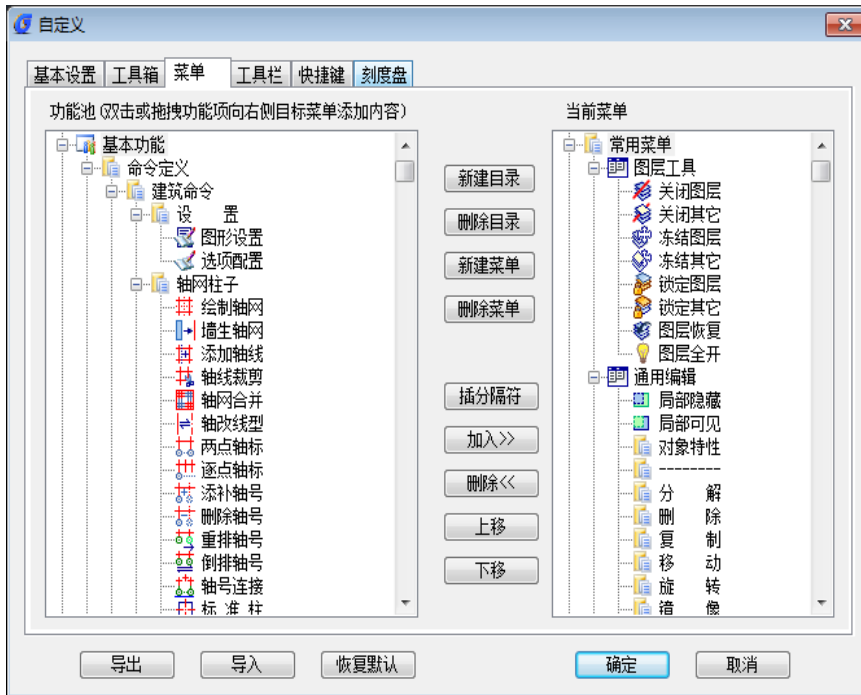 自定义
基本设置 工具箱 菜单 工具栏 快捷键 刻度盘
功能池(双击或拖拽功能项向右侧目标菜单添加内容)
基本功能
命令定义
建筑命令
设 置
图形设置
选项配置
轴网柱子
绘制轴网
墙生轴网
添加轴线
轴线裁剪
轴网合并
轴改线型
两点轴标
逐点轴标
添补轴号
删除轴号
重排轴号
倒排轴号
轴号连接
标 准 柱
新建目录
删除目录
新建菜单
删除菜单
插分隔符
加入>>
删除<<
上移
下移
当前菜单
常用菜单
图层工具
关闭图层
关闭其它
冻结图层
冻结其它
锁定图层
锁定其它
图层恢复
图层全开
通用编辑
局部隐藏
局部可见
对象特性
--------
分 解
删 除
复 制
移 动
旋 转
镜 像
导出 导入 恢复默认 确定 取消